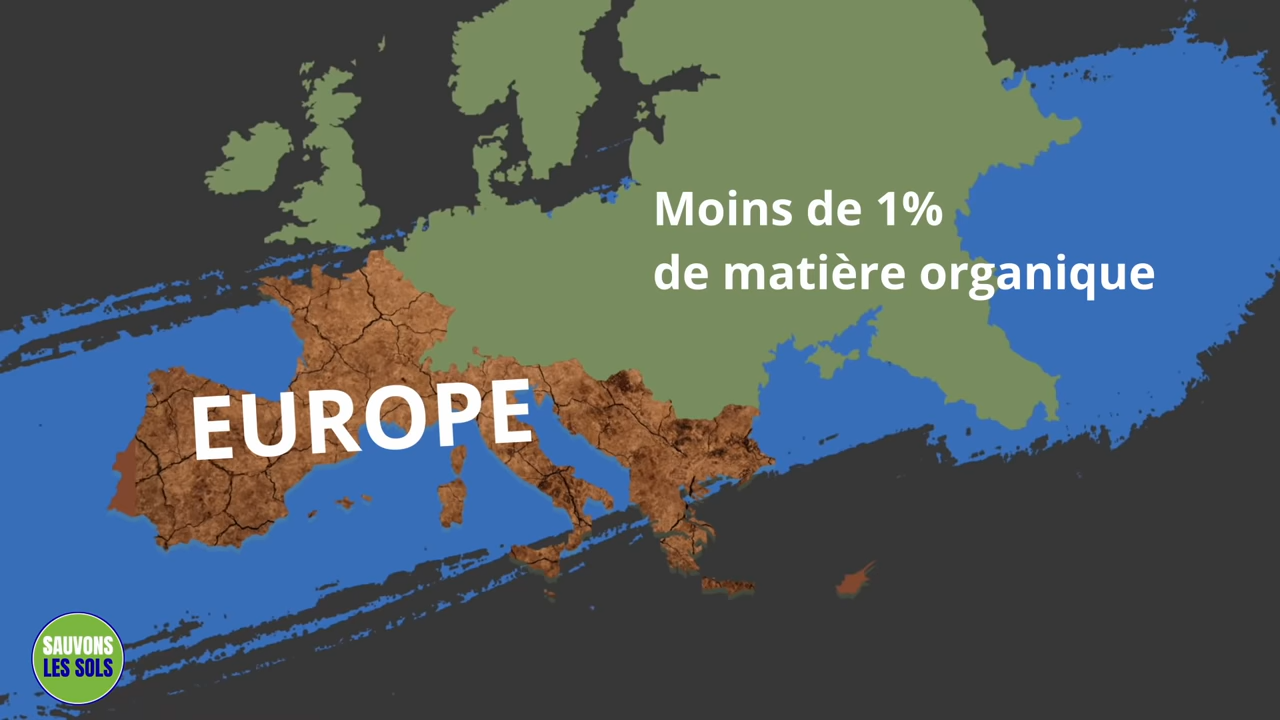 Moins de 1%
de matière organique
EUROPE
SAUVONS
LES SOLS